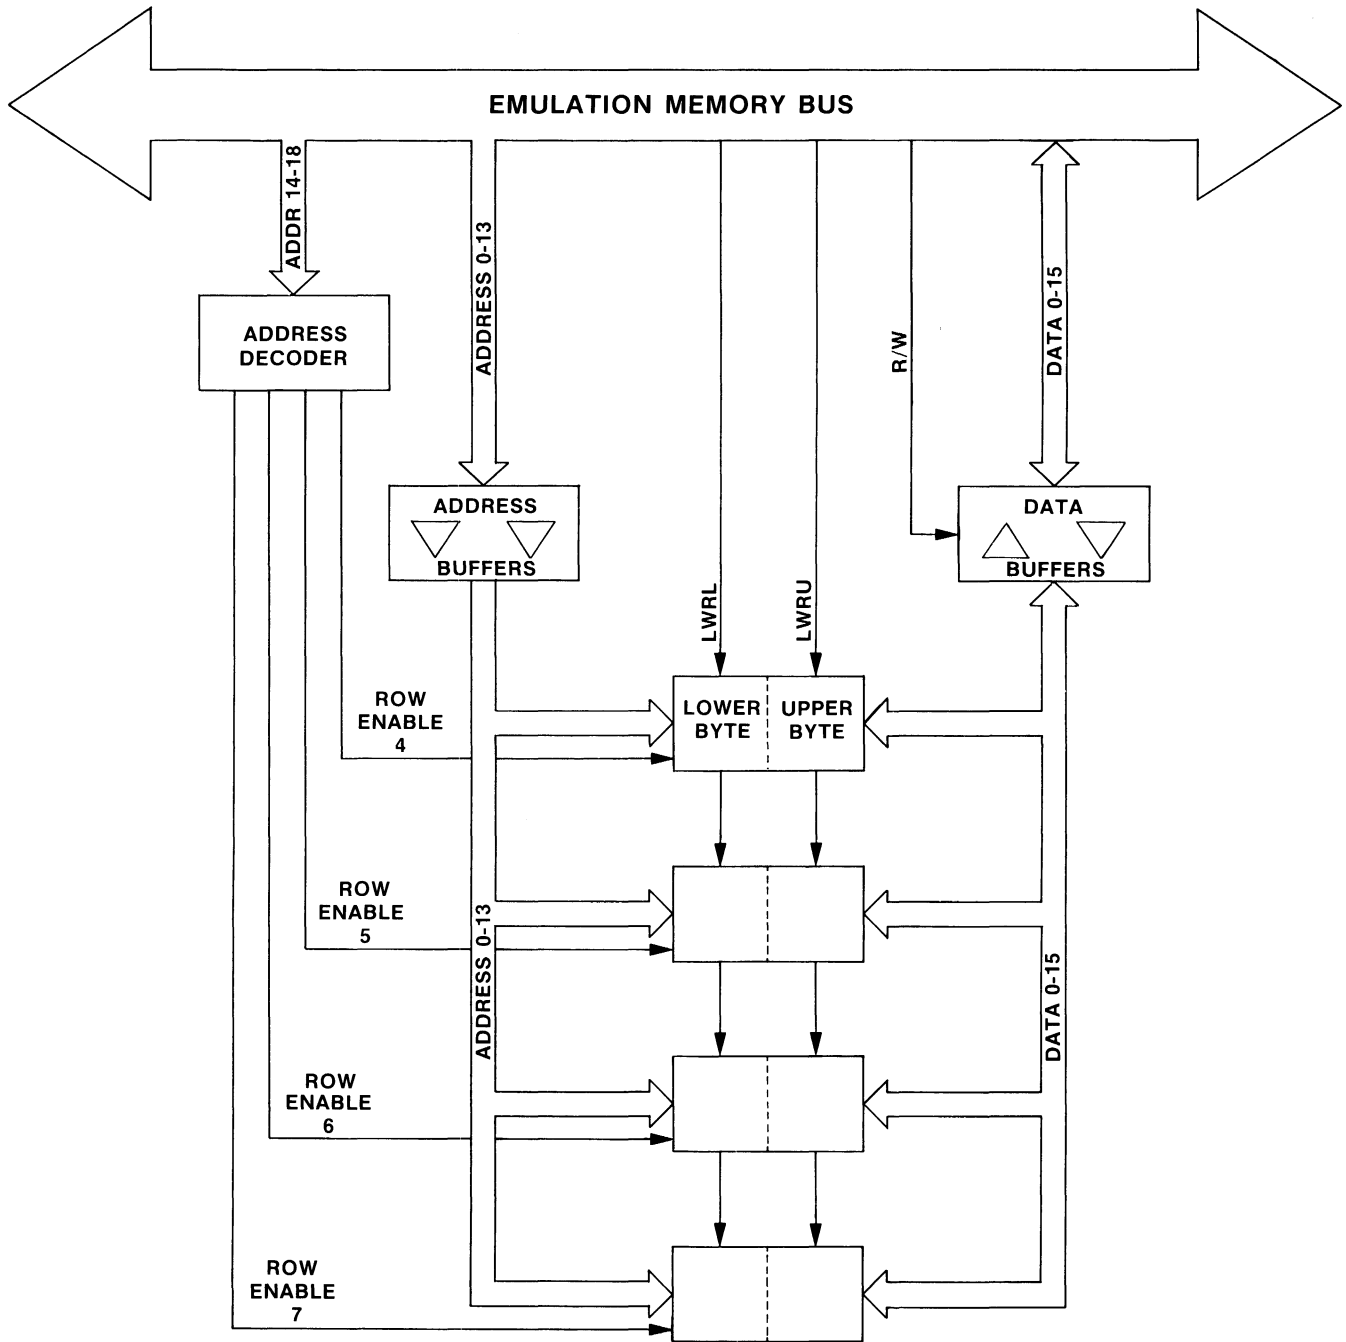 EMULATION MEMORY BUS
ADDR 14-18
ADDRESS 0-13
R/W
DATA 0-15
ADDRESS
DECODER
ADDRESS
BUFFERS
DATA
BUFFERS
LWRL
LWRU
ROW
ENABLE
4
LOWER
BYTE
UPPER
BYTE
ROW
ENABLE
5
ADDRESS 0-13
DATA 0-15
ROW
ENABLE
6
ROW
ENABLE
7